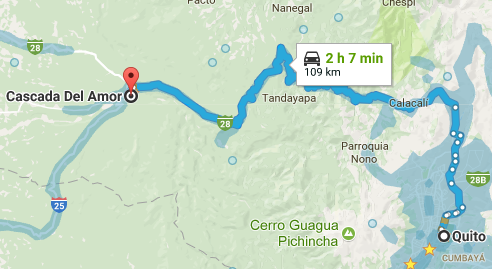 Pacto
Nanegal
Chespi
28
2 h 7 min
109 km
Cascada Del Amor
Tandayapa
Calacalí
28
Parroquia
Nono
28B
25
Cerro Guagua
Pichincha
Quito
CUMBAYÁ